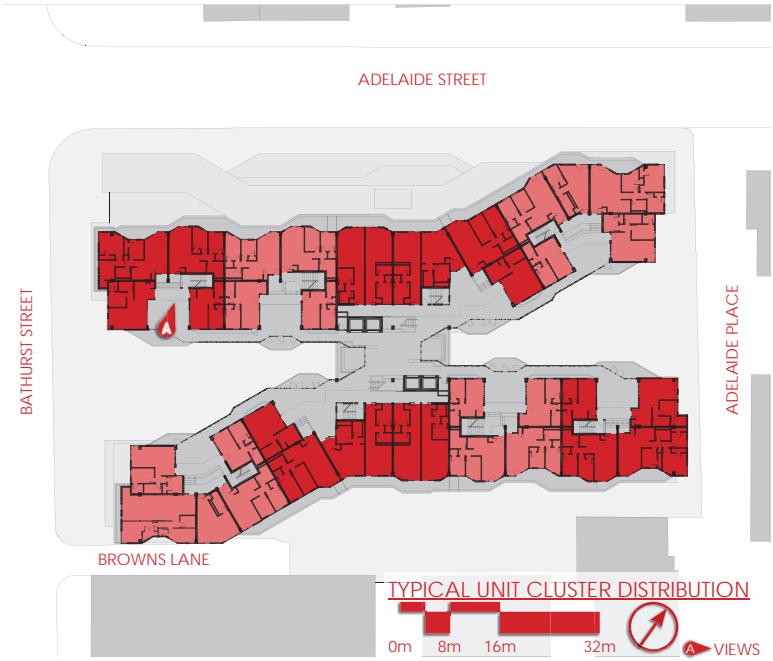 ADELAIDE STREET
BATHURST STREET
A
ADELAIDE PLACE
BROWNS LANE
TYPICAL UNIT CLUSTER DISTRIBUTION
0m 8m 16m 32m
A VIEWS